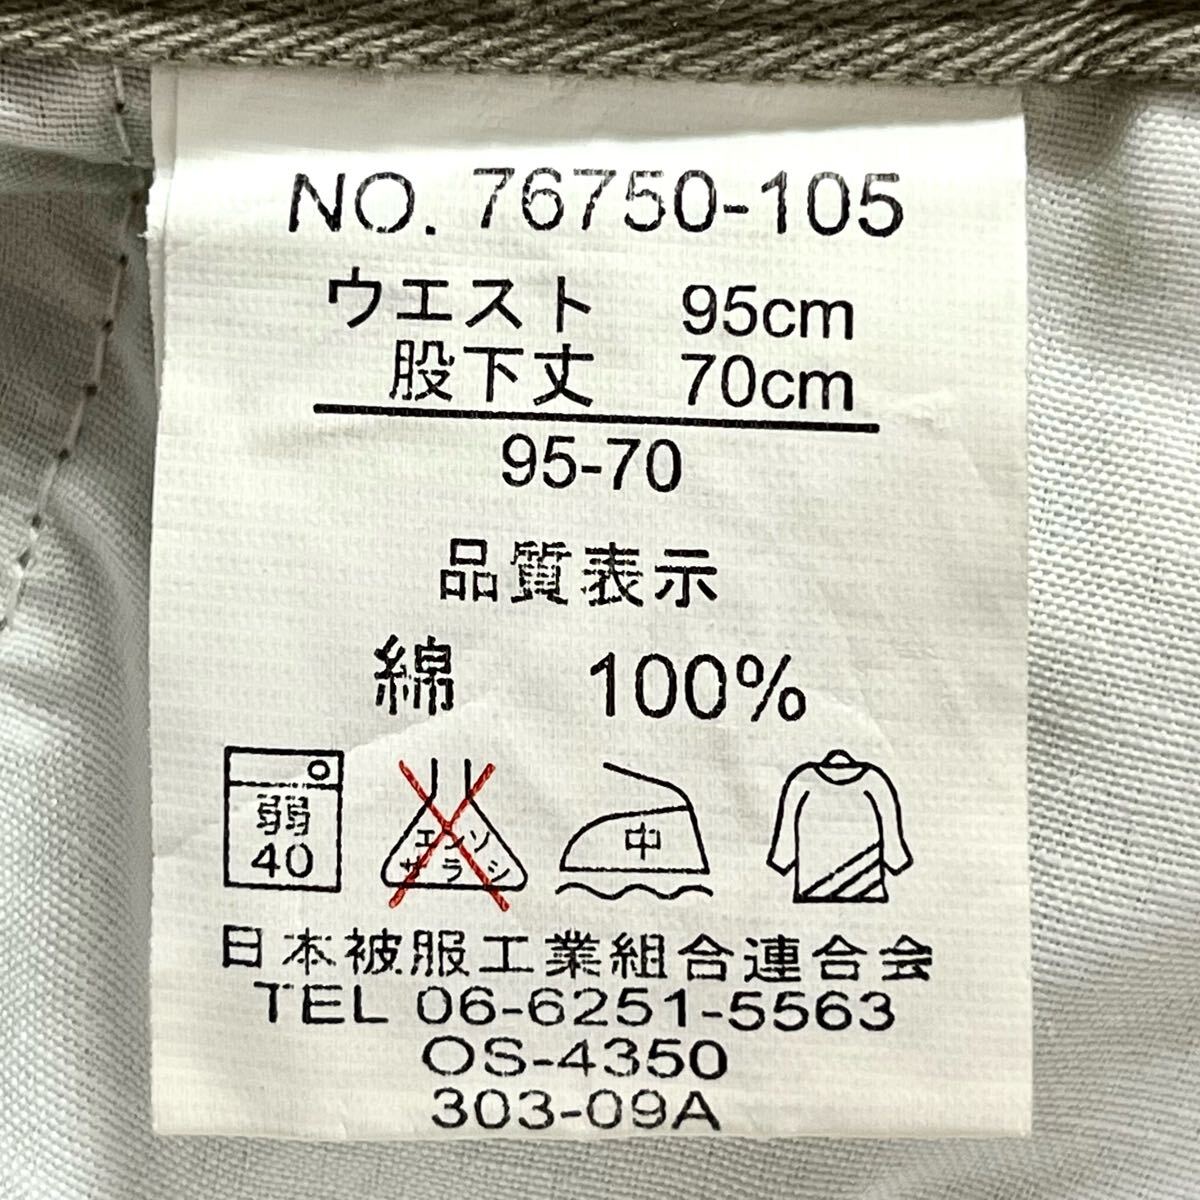 NO. 76750-105
ウエスト 95cm
股下丈 70cm
95-70
品質表示
綿 100%
弱
40
エンソ
サラシ
中
日本被服工業組合連合会
TEL 06-6251-5563
OS-4350
303-09A